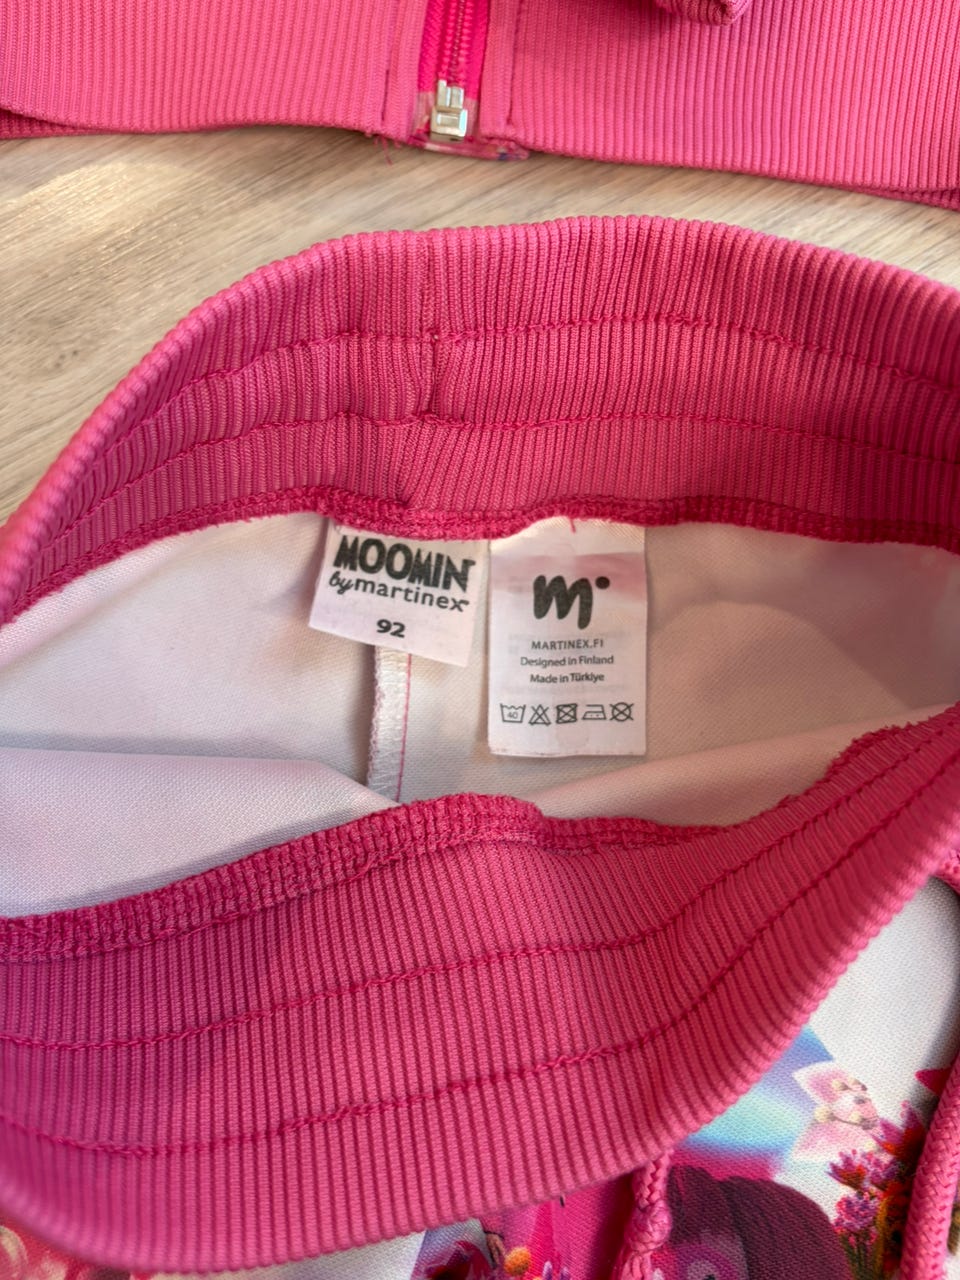 MOOMIN
by martinex
92
m
MARTINEX.FI
Designed in Finland
Made in Türkiye
40